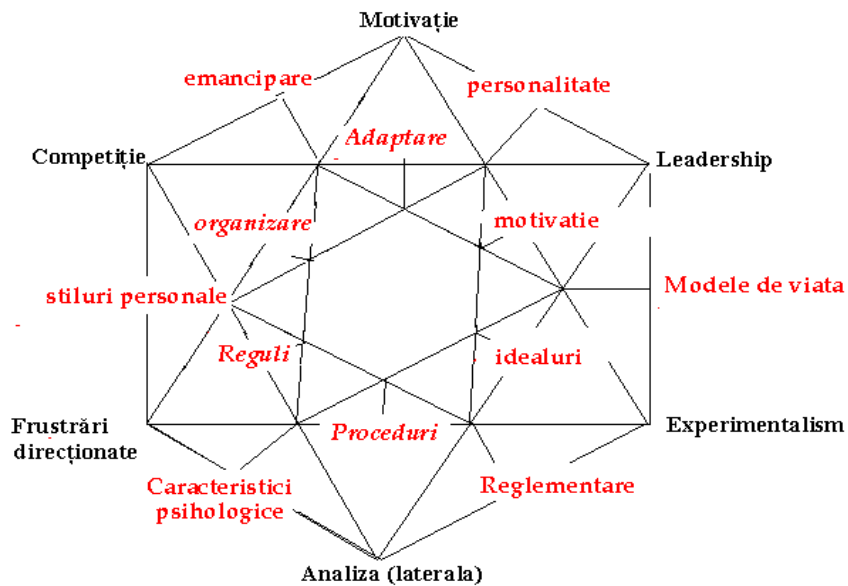 Motivație
emancipare
personalitate
Adaptare
Competiție
Leadership
organizare
motivatie
stiluri personale
Modele de viata
Reguli
idealuri
Frustrări
direcționate
Proceduri
Experimentalism
Caracteristici
psihologice
Reglementare
Analiza (laterala)